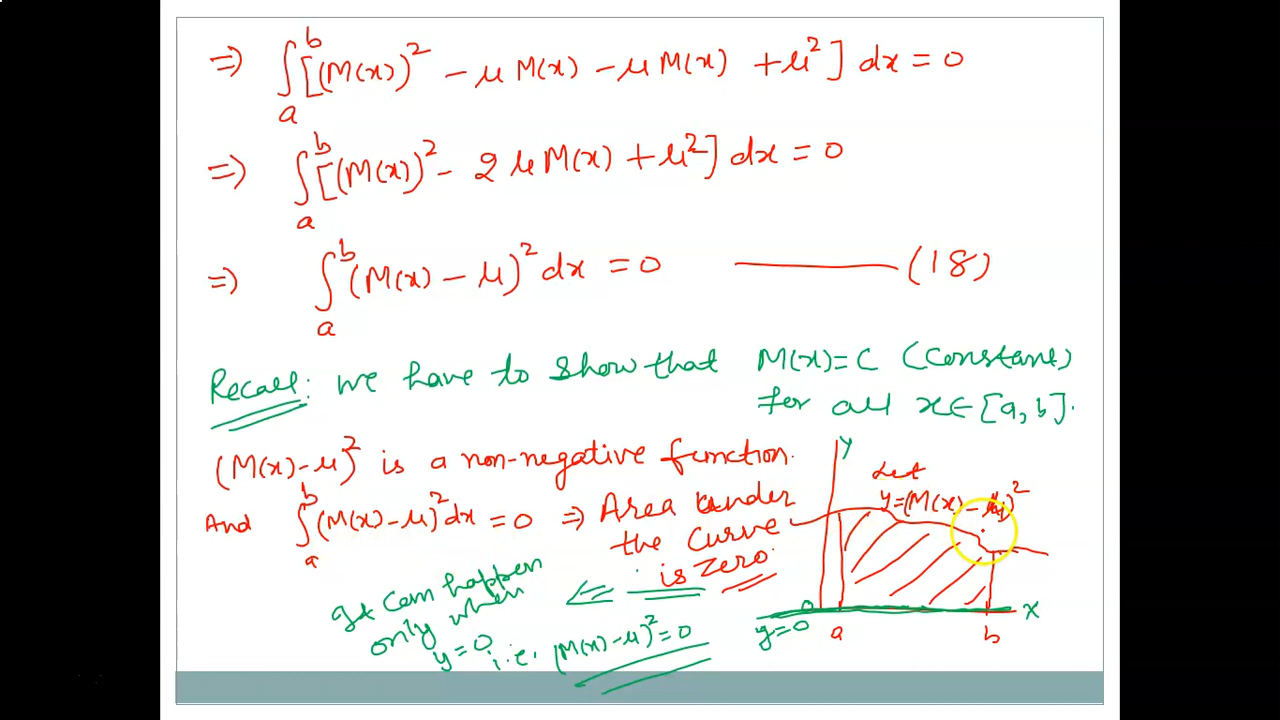 ⇒ ∫ₐᵇ [(M(x))² − μ M(x) − μ M(x) + μ²] dx = 0
⇒ ∫ₐᵇ [(M(x))² − 2 μ M(x) + μ²] dx = 0
⇒ ∫ₐᵇ (M(x) − μ)² dx = 0 ——— (18)
Recall: We have to show that M(x) = C (Constant)
for all x ∈ [a, b].
(M(x) − μ)² is a non-negative function.
And ∫ₐᵇ (M(x) − μ)² dx = 0 ⇒ Area under
the curve
is zero.
It can happen
only when
y = 0
i.e. (M(x) − μ)² = 0
y
Let
y = (M(x) − μ)²
0
x
y = 0
a
b